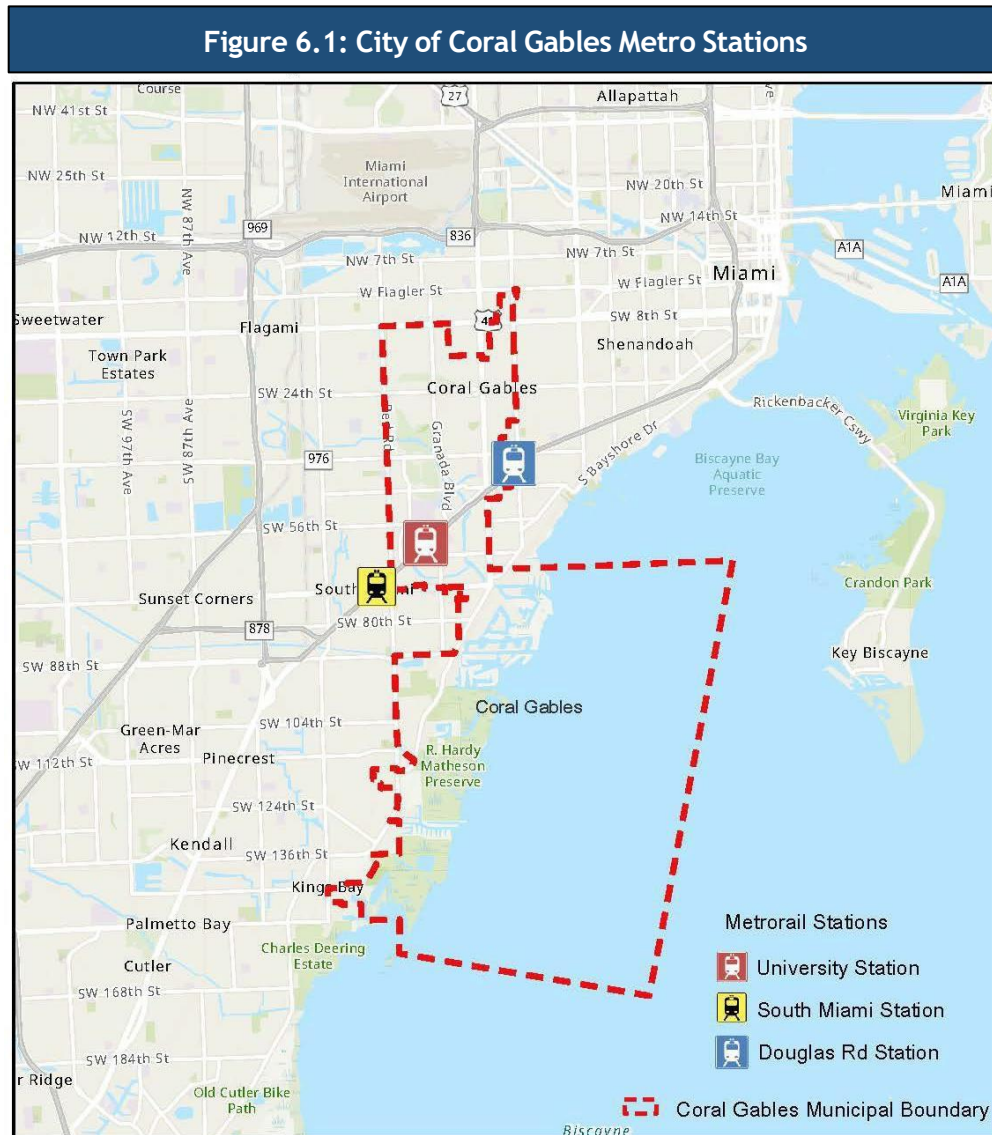 Figure 6.1: City of Coral Gables Metro Stations
Course
27
Allapattah
NW 41st St
Miami
International
Airport
NW 25th St
NW 87th Ave
NW 20th St
Miami
NW 14th St
969
NW 12th St
836
A1A
NW 7th St
NW 7th St
Miami
A1A
W Flagler St
W Flagler St
Sweetwater
Flagami
SW 8th St
Shenandoah
Town Park
Estates
Coral Gables
SW 24th St
Rickenbacker Cswy
Virginia Key
Park
SW 97th Ave
SW 87th Ave
Granada Blvd
976
S Bayshore Dr
Biscayne Bay
Aquatic
Preserve
SW 56th St
Crandon Park
Sunset Corners
SW 80th St
878
Key Biscayne
SW 88th St
Coral Gables
SW 104th St
Green-Mar
Acres
Pinecrest
SW 112th St
R. Hardy
Matheson
Preserve
SW 124th St
Kendall
SW 136th St
Kings Bay
Palmetto Bay
Charles Deering
Estate
Cutler
SW 168th St
SW 184th St
r Ridge
Old Cutler Bike
Path
Biscayne
Metrorail Stations
University Station
South Miami Station
Douglas Rd Station
Coral Gables Municipal Boundary